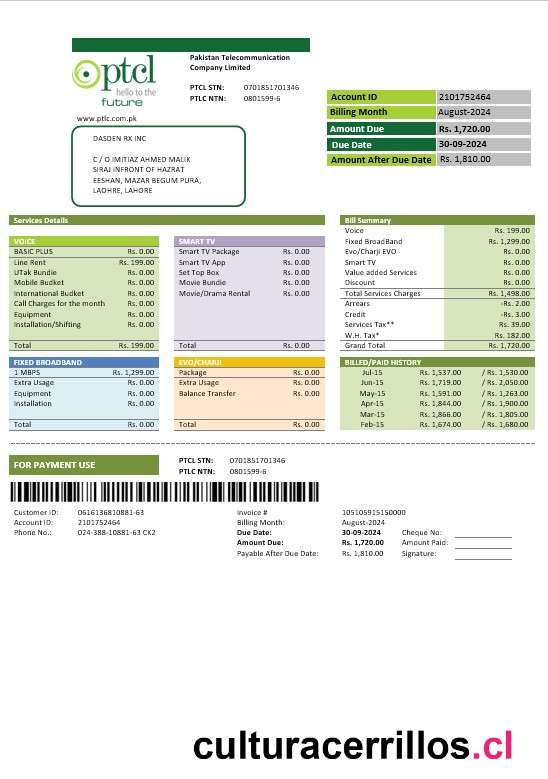 ptcl
hello to the
future
www.ptlc.com.pk
Pakistan Telecommunication
Company Limited
PTCL STN: 0701851701346
PTLC NTN: 0801599-6
Account ID 2101752464
Billing Month August-2024
Amount Due Rs. 1,720.00
Due Date 30-09-2024
Amount After Due Date Rs. 1,810.00
DASDEN RX INC
C / O IMITIAZ AHMED MALIK
SIRAJ INFRONT OF HAZRAT
EESHAN, MAZAR BEGUM PURA,
LAOHRE, LAHORE
Services Details
VOICE
BASIC PLUS Rs. 0.00
Line Rent Rs. 199.00
UTak Bundie Rs. 0.00
Mobile Budket Rs. 0.00
International Budket Rs. 0.00
Call Charges for the month Rs. 0.00
Equipment Rs. 0.00
Installation/Shifting Rs. 0.00
Total Rs. 199.00
SMART TV
Smart TV Package Rs. 0.00
Smart TV App Rs. 0.00
Set Top Box Rs. 0.00
Movie Bundie Rs. 0.00
Movie/Drama Rental Rs. 0.00
Total Rs. 0.00
Bill Summary
Voice Rs. 199.00
Fixed BroadBand Rs. 1,299.00
Evo/Charji EVO Rs. 0.00
Smart TV Rs. 0.00
Value added Services Rs. 0.00
Discount Rs. 0.00
Total Services Charges Rs. 1,498.00
Arrears -Rs. 2.00
Credit -Rs. 3.00
Services Tax** Rs. 39.00
W.H. Tax* Rs. 182.00
Grand Total Rs. 1,720.00
FIXED BROADBAND
1 MBPS Rs. 1,299.00
Extra Usage Rs. 0.00
Equipment Rs. 0.00
Installation Rs. 0.00
Total Rs. 0.00
EVO/CHARJI
Package Rs. 0.00
Extra Usage Rs. 0.00
Balance Transfer Rs. 0.00
Total Rs. 0.00
BILLED/PAID HISTORY
Jul-15 Rs. 1,537.00 / Rs. 1,530.00
Jun-15 Rs. 1,719.00 / Rs. 2,050.00
May-15 Rs. 1,591.00 / Rs. 1,263.00
Apr-15 Rs. 1,844.00 / Rs. 1,900.00
Mar-15 Rs. 1,866.00 / Rs. 1,805.00
Feb-15 Rs. 1,674.00 / Rs. 1,680.00
FOR PAYMENT USE
PTCL STN: 0701851701346
PTLC NTN: 0801599-6
Customer ID: 0616136810881-63
Account ID: 2101752464
Phone No.: 024-388-10881-63 CK2
Invoice # 105105915150000
Billing Month: August-2024
Due Date: 30-09-2024 Cheque No:
Amount Due: Rs. 1,720.00 Amount Paid:
Payable After Due Date: Rs. 1,810.00 Signature:
culturacerrillos.cl